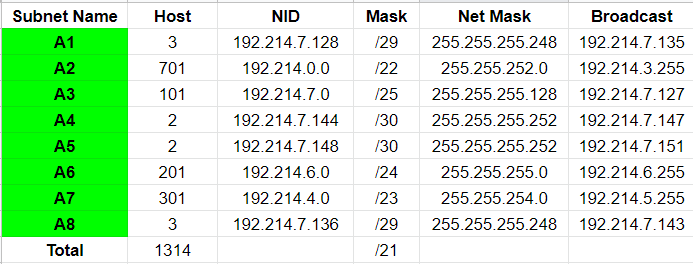 Subnet Name Host NID Mask Net Mask Broadcast
A1 3 192.214.7.128 /29 255.255.255.248 192.214.7.135
A2 701 192.214.0.0 /22 255.255.252.0 192.214.3.255
A3 101 192.214.7.0 /25 255.255.255.128 192.214.7.127
A4 2 192.214.7.144 /30 255.255.255.252 192.214.7.147
A5 2 192.214.7.148 /30 255.255.255.252 192.214.7.151
A6 201 192.214.6.0 /24 255.255.255.0 192.214.6.255
A7 301 192.214.4.0 /23 255.255.254.0 192.214.5.255
A8 3 192.214.7.136 /29 255.255.255.248 192.214.7.143
Total 1314 /21